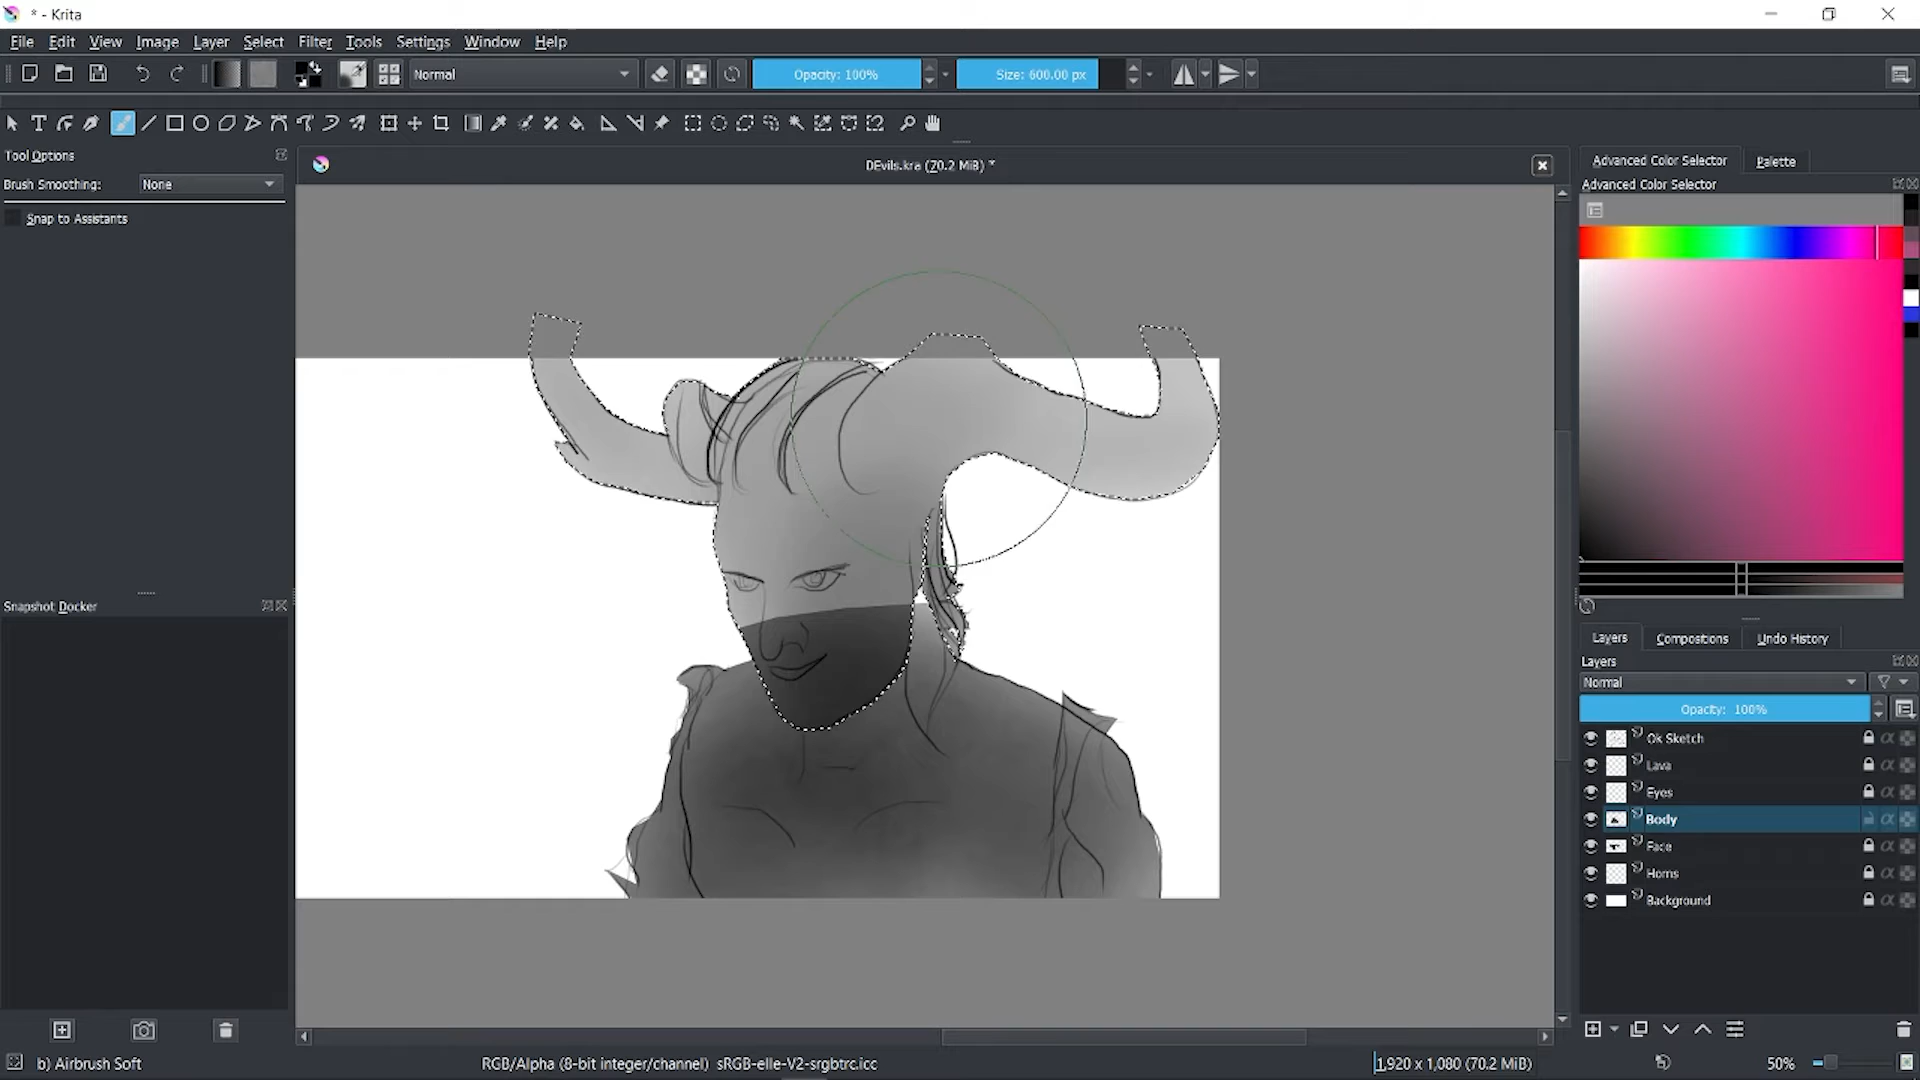 * - Krita
File Edit View Image Layer Select Filter Tools Settings Window Help
Normal Opacity: 100% Size: 600.00 px
Tool Options
Brush Smoothing: None
Snap to Assistants
Snapshot Docker
DEvils.kra (70.2 MiB) *
Advanced Color Selector Palette
Advanced Color Selector
Layers Compositions Undo History
Layers
Normal
Opacity: 100%
Ok Sketch
Lava
Eyes
Body
Face
Horns
Background
b) Airbrush Soft
RGB/Alpha (8-bit integer/channel) sRGB-elle-V2-srgbtrc.icc
1,920 x 1,080 (70.2 MiB)
50%